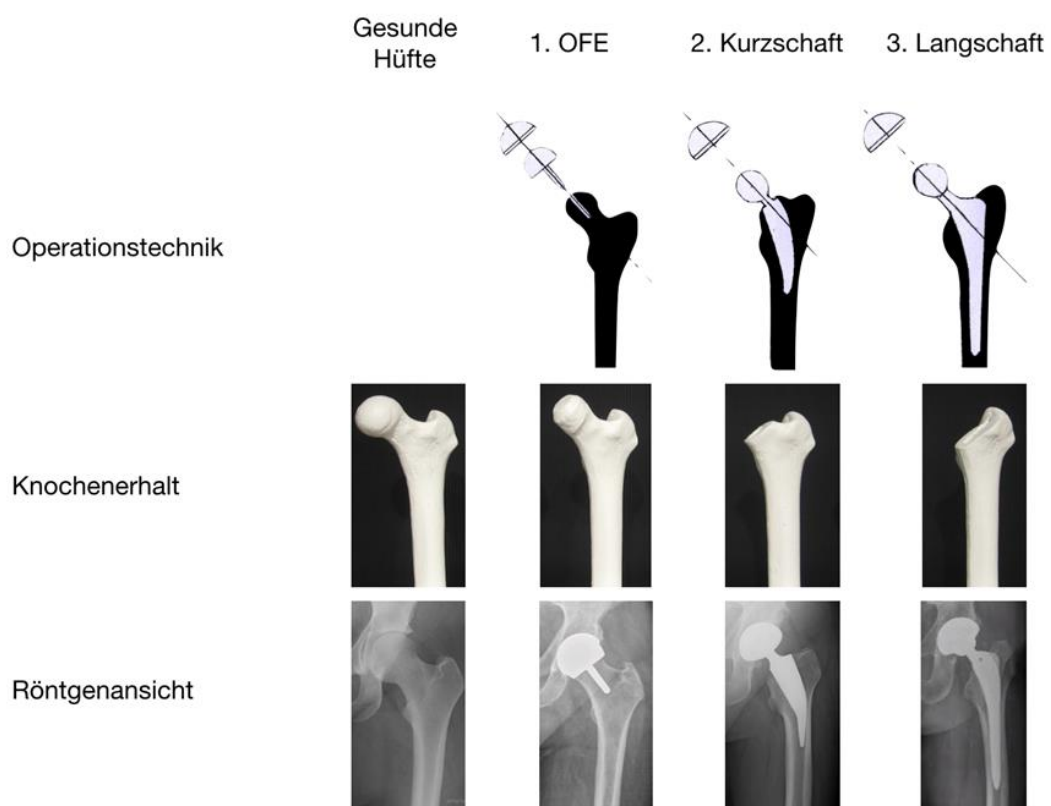 Gesunde
Hüfte
1. OFE
2. Kurzschaft
3. Langschaft
Operationstechnik
Knochenerhalt
Röntgenansicht